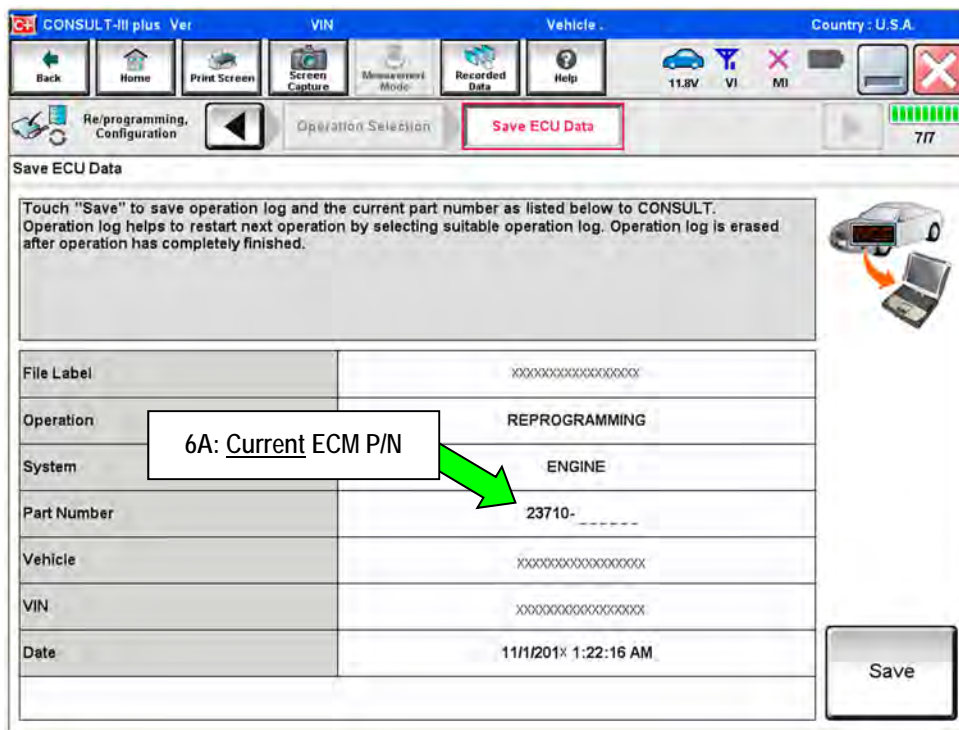 C+ CONSULT-III plus Ver VIN Vehicle . Country : U.S.A.
Back Home Print Screen Screen Capture Measurement Mode Recorded Data Help 11.8V VI MI
Re/programming, Configuration Operation Selection Save ECU Data 7/7
Save ECU Data
Touch "Save" to save operation log and the current part number as listed below to CONSULT.
Operation log helps to restart next operation by selecting suitable operation log. Operation log is erased
after operation has completely finished.
File Label XXXXXXXXXXXXXXXXX
Operation REPROGRAMMING
6A: Current ECM P/N
System ENGINE
Part Number 23710-_ _ _ _ _ _
Vehicle XXXXXXXXXXXXXXXXX
VIN XXXXXXXXXXXXXXXXX
Date 11/1/201X 1:22:16 AM
Save